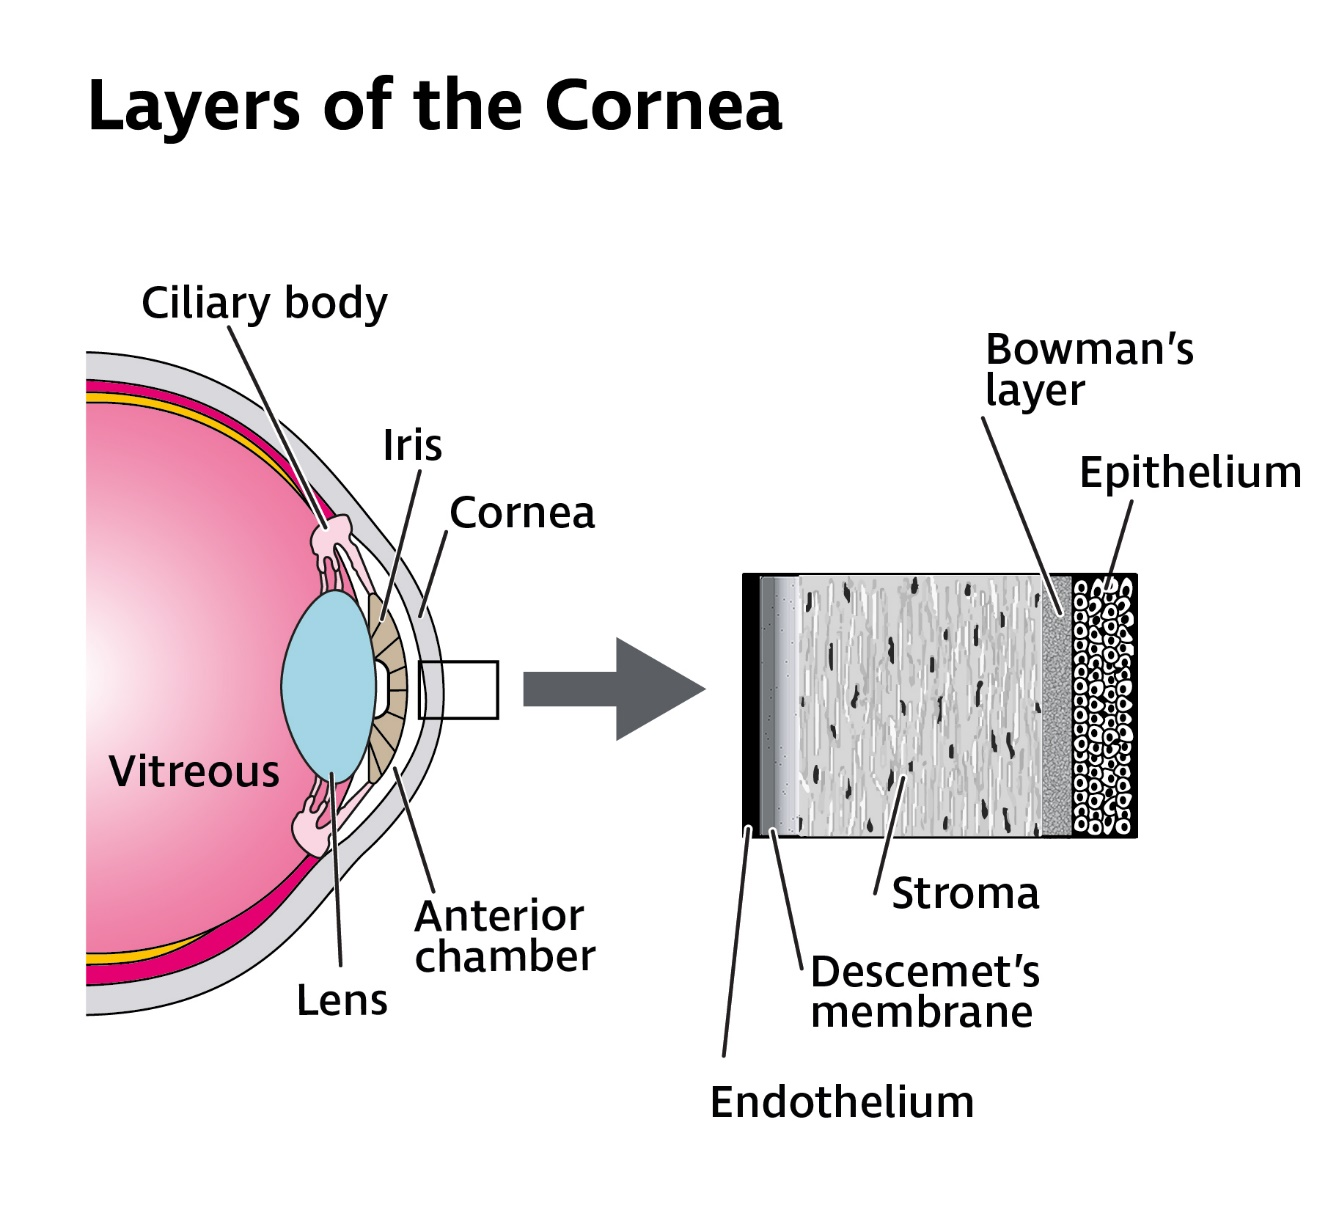 Layers of the Cornea
Ciliary body
Iris
Cornea
Vitreous
Anterior
chamber
Lens
Bowman's
layer
Epithelium
Stroma
Descemet's
membrane
Endothelium